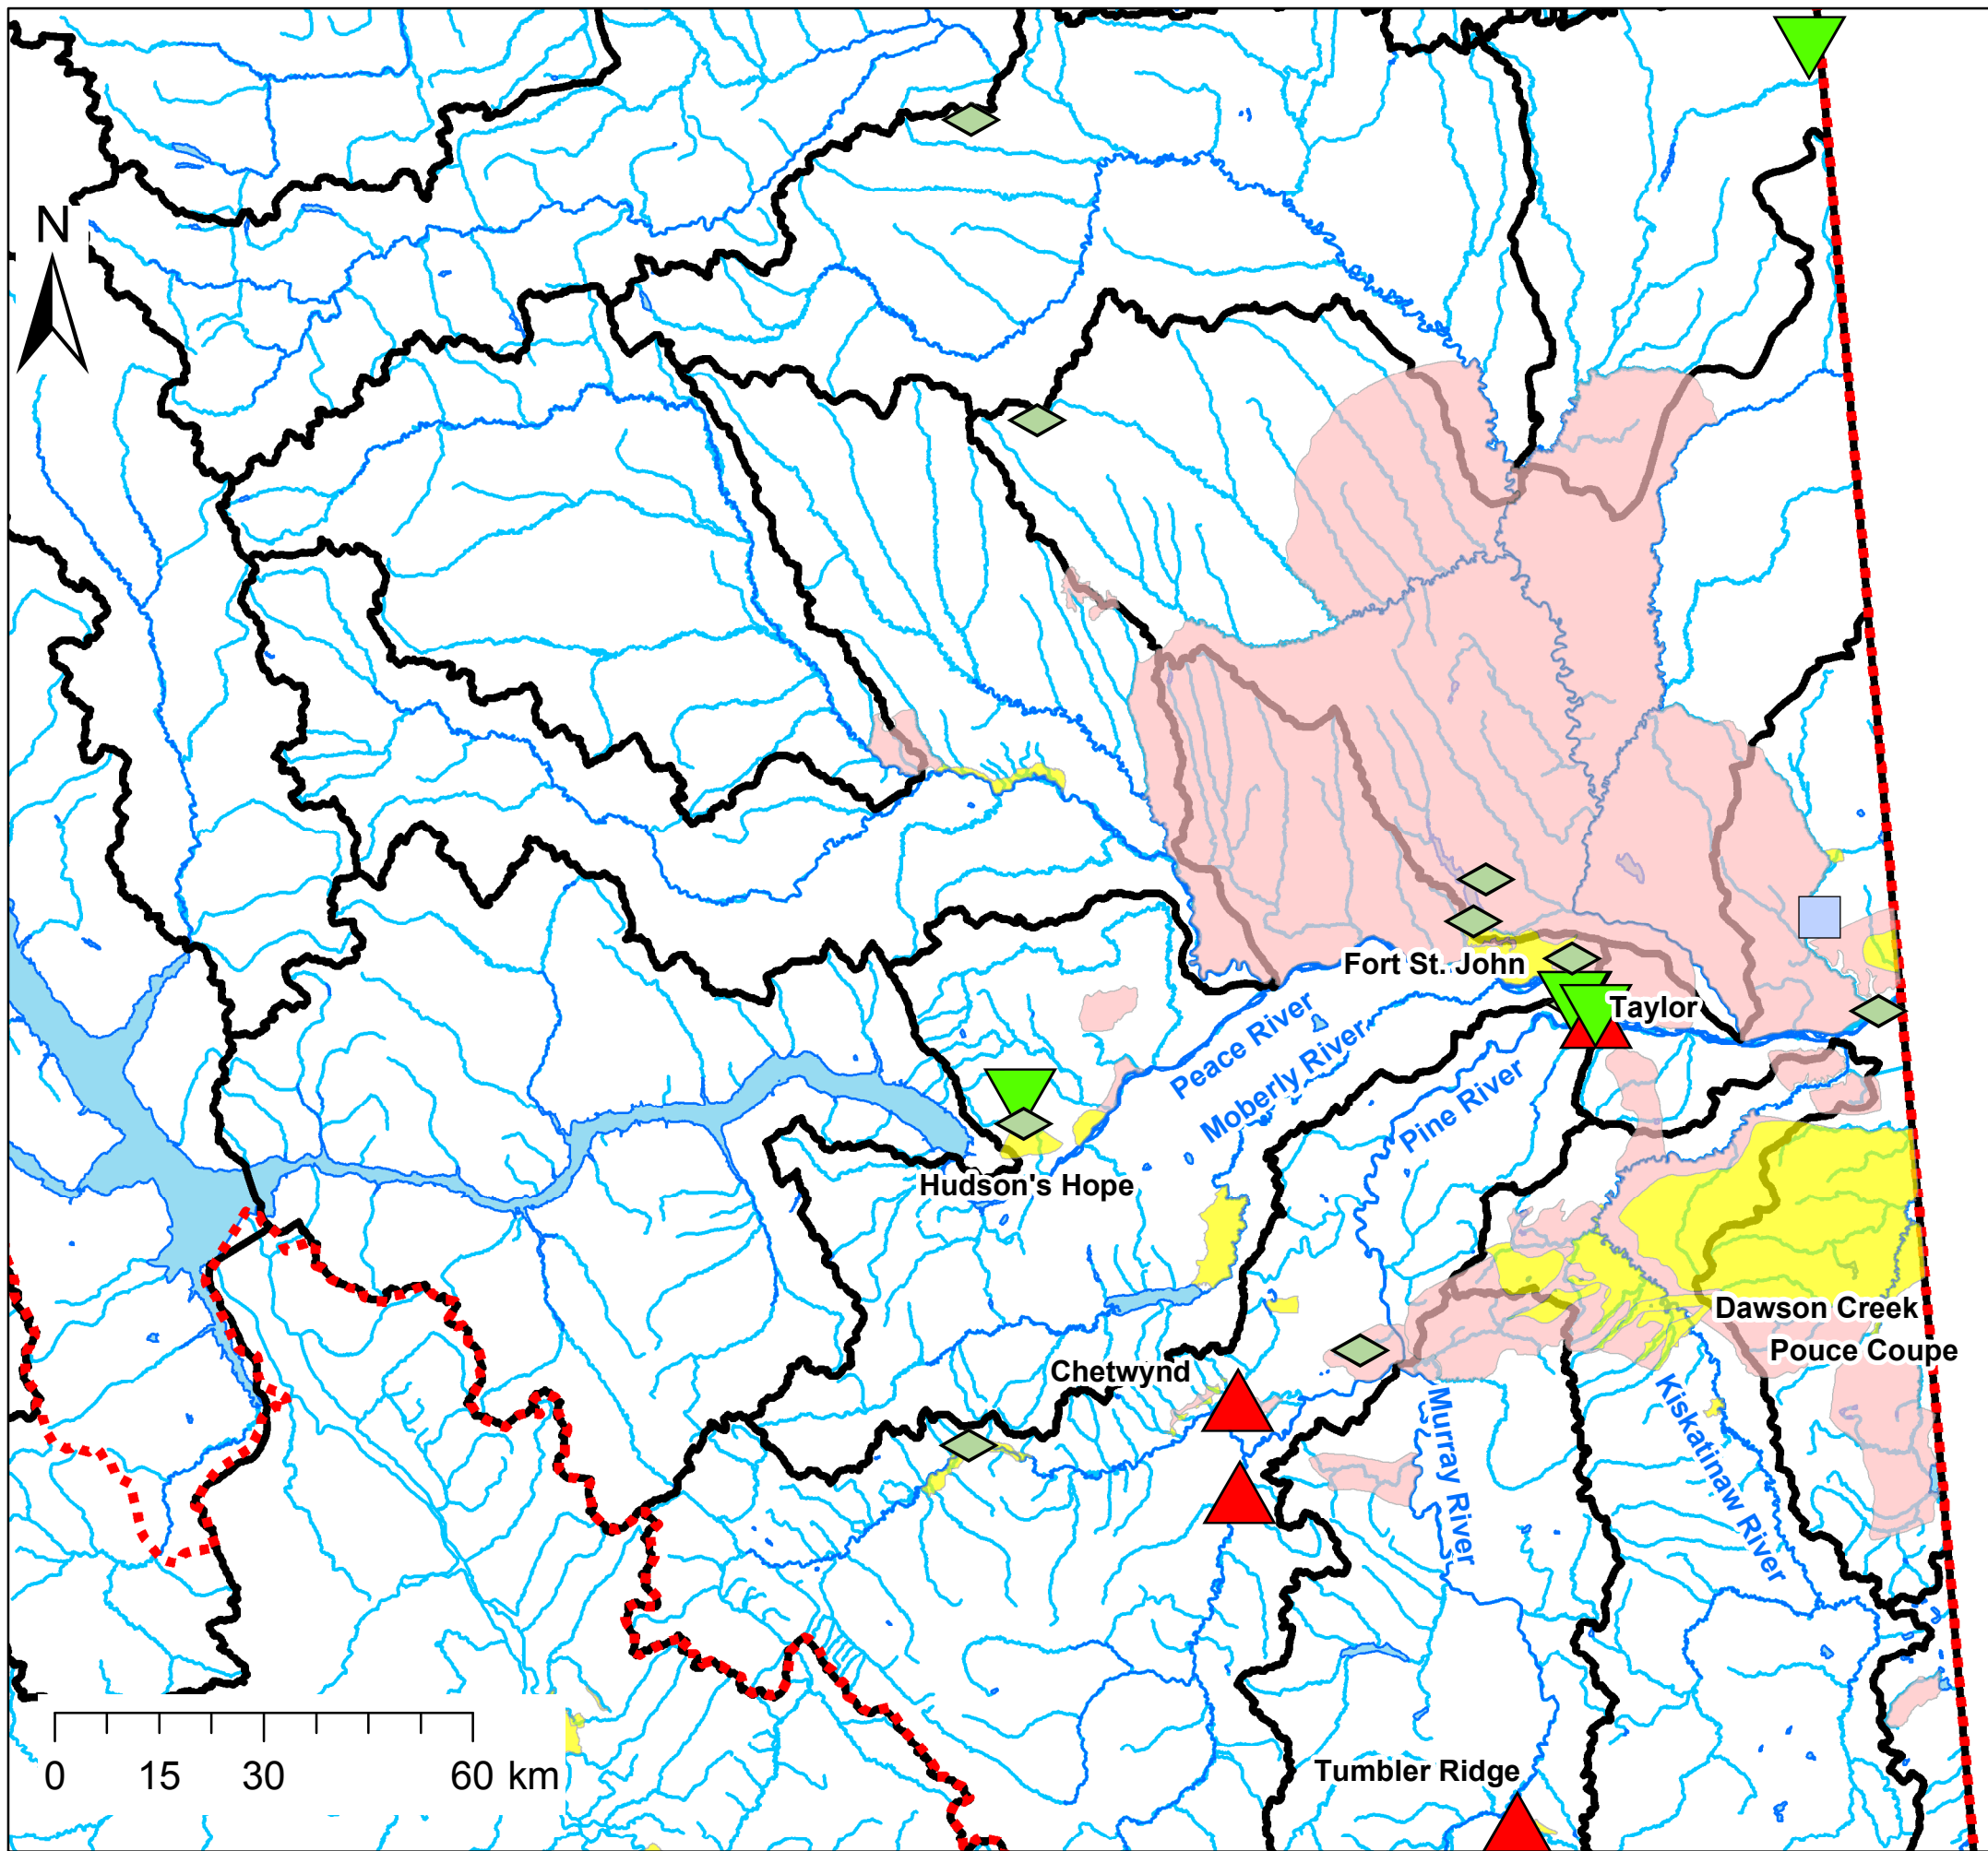 N
Fort St. John
Taylor
Peace River
Moberly River
Pine River
Hudson's Hope
Dawson Creek
Pouce Coupe
Chetwynd
Murray River
Kiskatinaw River
Tumbler Ridge
0 15 30 60 km